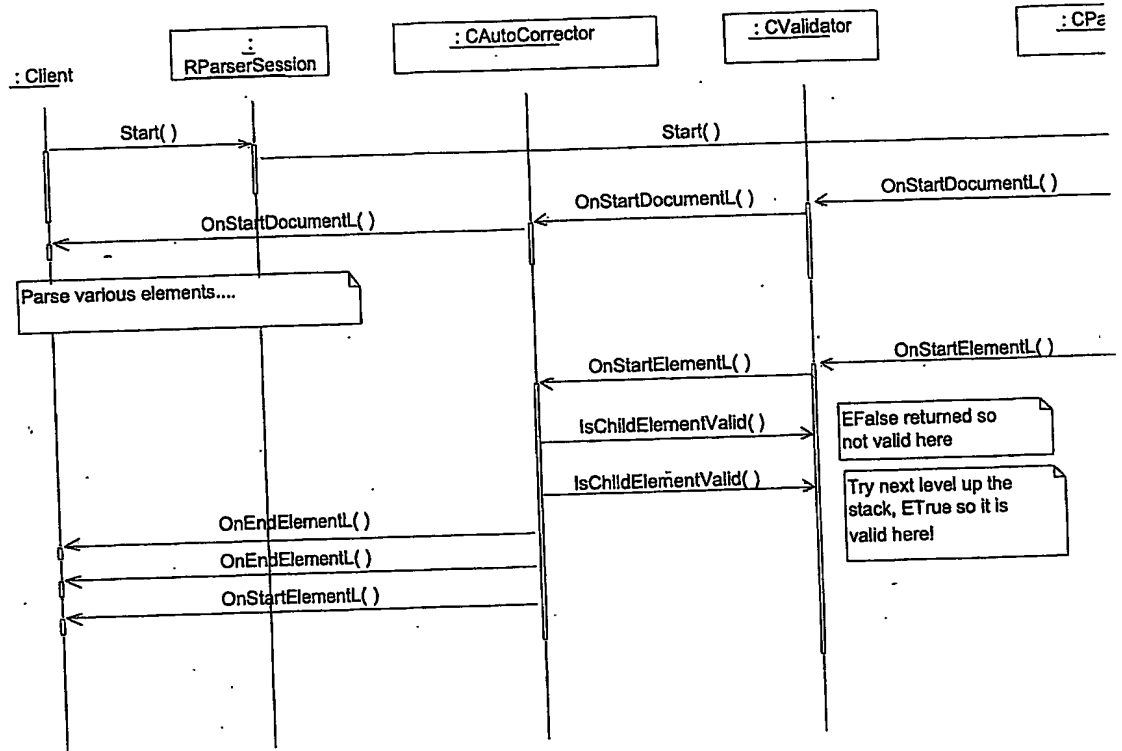 : Client
:
RParserSession
: CAutoCorrector
: CValidator
Start( )
Start( )
OnStartDocumentL( )
OnStartDocumentL( )
OnStartDocumentL( )
Parse various elements....
OnStartElementL( )
OnStartElementL( )
IsChildElementValid( )
EFalse returned so
not valid here
IsChildElementValid( )
Try next level up the
stack, ETrue so it is
valid here!
OnEndElementL( )
OnEndElementL( )
OnStartElementL( )